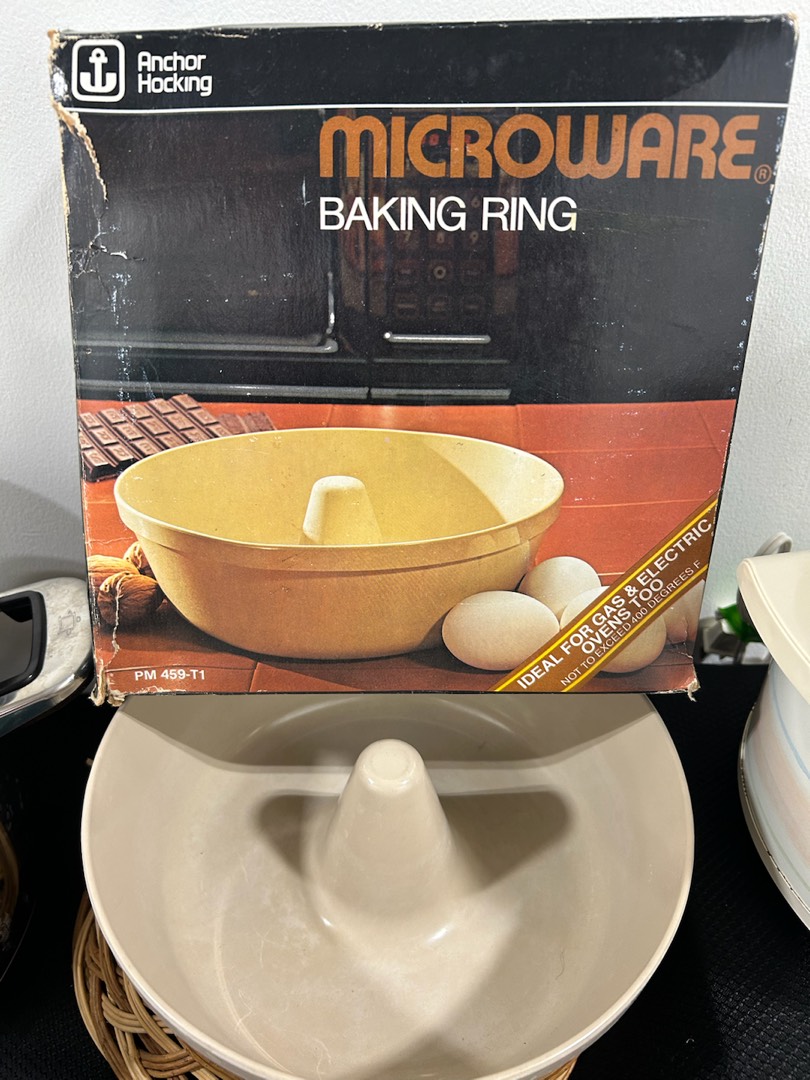 Anchor
Hocking
MICROWARE®
BAKING RING
IDEAL FOR GAS & ELECTRIC
OVENS TOO
NOT TO EXCEED 400 DEGREES F
PM 459-T1